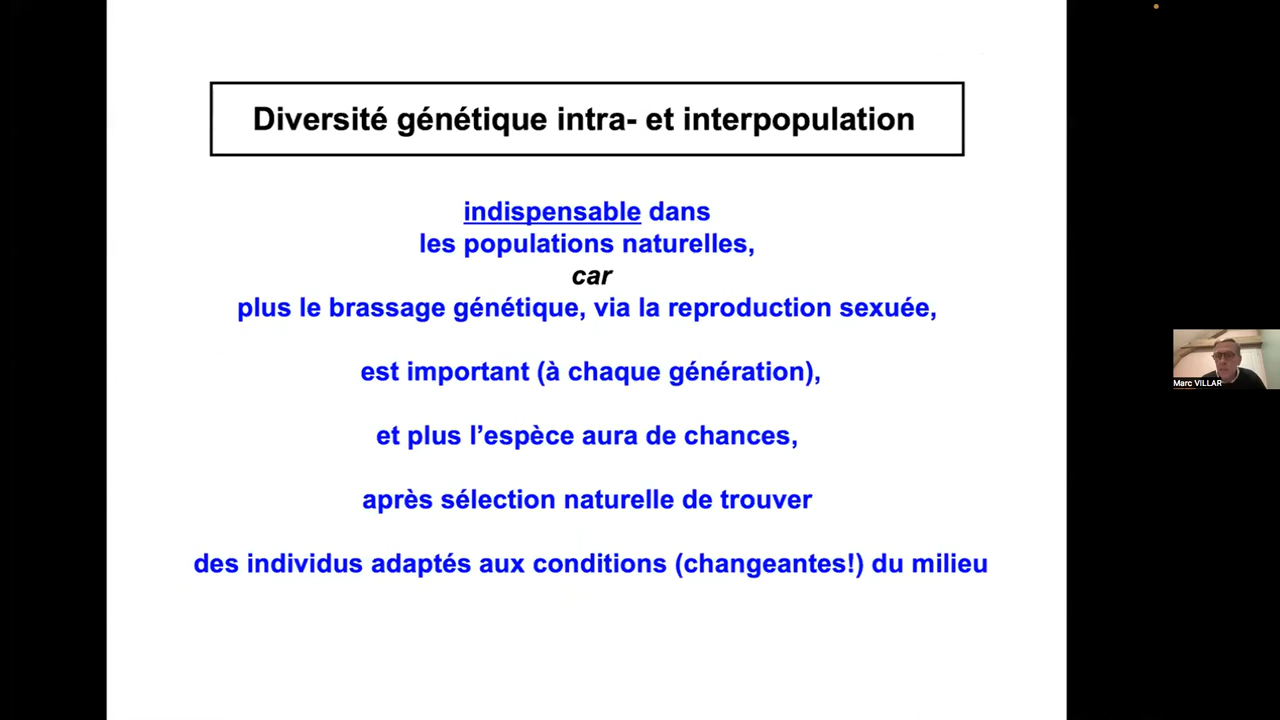 Diversité génétique intra- et interpopulation
indispensable dans
les populations naturelles,
car
plus le brassage génétique, via la reproduction sexuée,
est important (à chaque génération),
et plus l’espèce aura de chances,
après sélection naturelle de trouver
des individus adaptés aux conditions (changeantes!) du milieu
Marc VILLAR